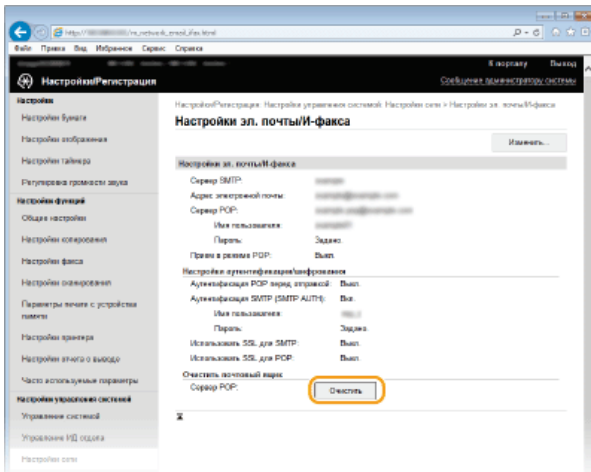 http://
/m_network_email_ifax.html
Файл Правка Вид Избранное Сервис Справка
К порталу Выход
Настройки/Регистрация
Сообщение администратору системы
Настройки
Настройки бумаги
Настройки отображения
Настройки таймера
Регулировка громкости звука
Настройки функций
Общие настройки
Настройки копирования
Настройки факса
Настройки сканирования
Параметры печати с устройства памяти
Настройки принтера
Настройки отчета о выводе
Часто используемые параметры
Настройки управления системой
Управление системой
Управление ИД отдела
Настройки сети
Настройки/Регистрация: Настройки управления системой: Настройки сети > Настройки эл. почты/И-факса
Настройки эл. почты/И-факса
Изменить...
Настройки эл. почты/И-факса
Сервер SMTP:
Адрес электронной почты:
Сервер POP:
Имя пользователя:
Пароль: Задано.
Прием в режиме POP: Выкл.
Настройки аутентификации/шифрования
Аутентификация POP перед отправкой: Выкл.
Аутентификация SMTP (SMTP AUTH): Вкл.
Имя пользователя:
Пароль: Задано.
Использовать SSL для SMTP: Выкл.
Использовать SSL для POP: Выкл.
Очистить почтовый ящик
Сервер POP: Очистить